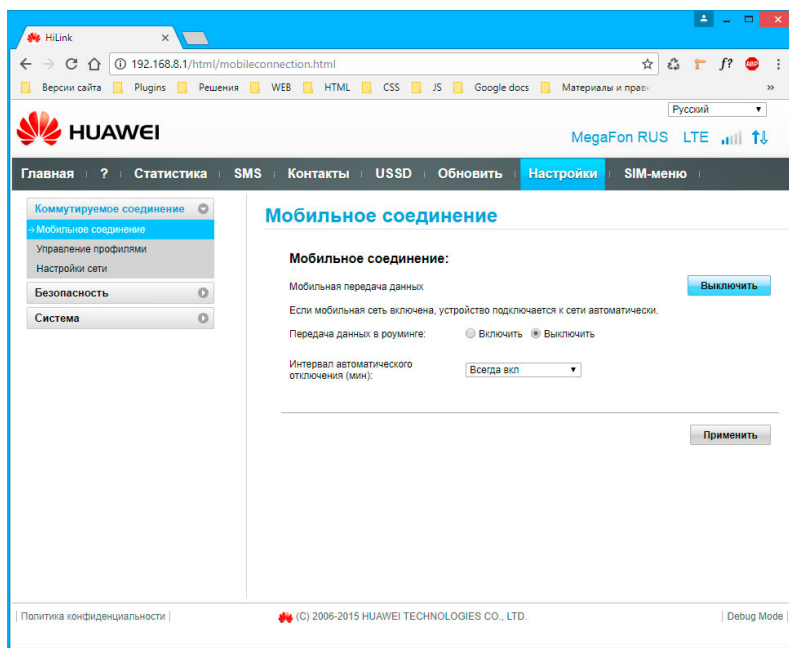 HiLink
192.168.8.1/html/mobileconnection.html
f? ABP
Версии сайта Plugins Решения WEB HTML CSS JS Google docs Материалы и прав »
Русский
HUAWEI
MegaFon RUS LTE
Главная ? Статистика SMS Контакты USSD Обновить Настройки SIM-меню
Коммутируемое соединение
Мобильное соединение
Управление профилями
Настройки сети
Безопасность
Система
Мобильное соединение
Мобильное соединение:
Мобильная передача данных Выключить
Если мобильная сеть включена, устройство подключается к сети автоматически.
Передача данных в роуминге: Включить Выключить
Интервал автоматического
отключения (мин): Всегда вкл
Применить
Политика конфиденциальности (C) 2006-2015 HUAWEI TECHNOLOGIES CO., LTD. Debug Mode